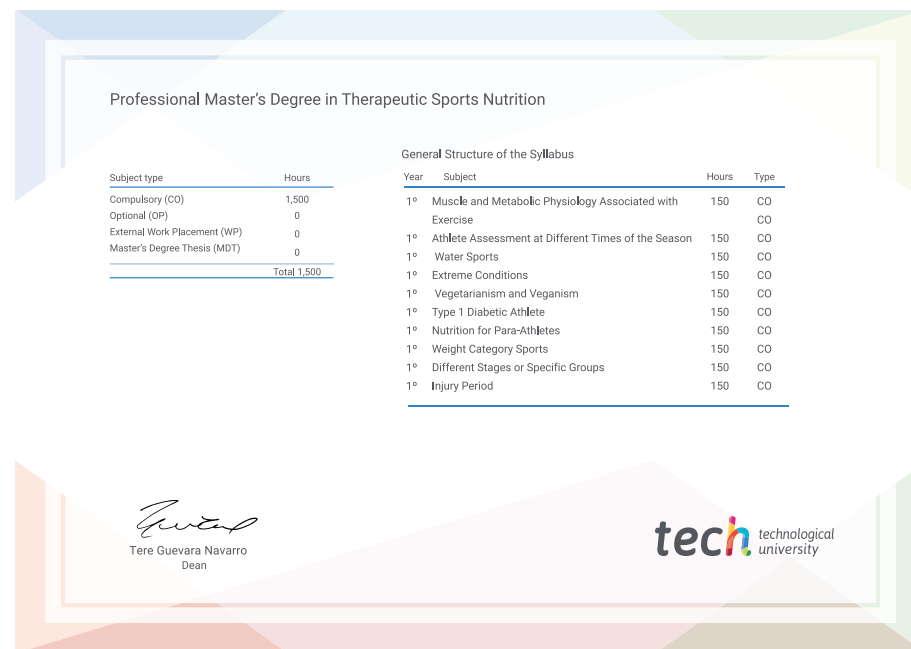 Professional Master's Degree in Therapeutic Sports Nutrition
Subject type Hours
Compulsory (CO) 1,500
Optional (OP) 0
External Work Placement (WP) 0
Master's Degree Thesis (MDT) 0
Total 1,500
General Structure of the Syllabus
Year Subject Hours Type
1º Muscle and Metabolic Physiology Associated with 150 CO
Exercise CO
1º Athlete Assessment at Different Times of the Season 150 CO
1º Water Sports 150 CO
1º Extreme Conditions 150 CO
1º Vegetarianism and Veganism 150 CO
1º Type 1 Diabetic Athlete 150 CO
1º Nutrition for Para-Athletes 150 CO
1º Weight Category Sports 150 CO
1º Different Stages or Specific Groups 150 CO
1º Injury Period 150 CO
Tere Guevara Navarro
Dean
tech technological
university